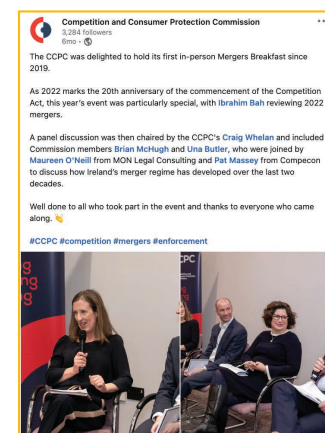 Competition and Consumer Protection Commission
3,284 followers
6mo •
The CCPC was delighted to hold its first in-person Mergers Breakfast since
2019.
As 2022 marks the 20th anniversary of the commencement of the Competition
Act, this year's event was particularly special, with Ibrahim Bah reviewing 2022
mergers.
A panel discussion was then chaired by the CCPC's Craig Whelan and included
Commission members Brian McHugh and Una Butler, who were joined by
Maureen O'Neill from MON Legal Consulting and Pat Massey from Compecon
to discuss how Ireland's merger regime has developed over the last two
decades.
Well done to all who took part in the event and thanks to everyone who came
along. 👏
#CCPC #competition #mergers #enforcement
g
ng
g
CPC